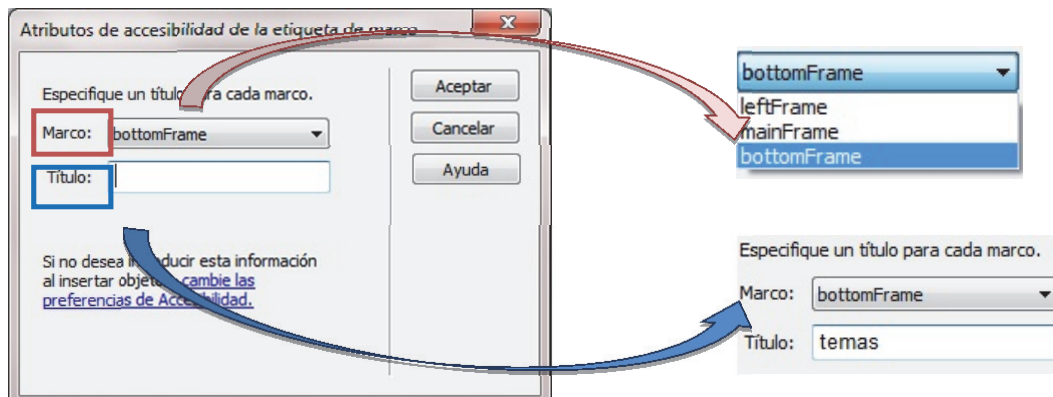 Atributos de accesibilidad de la etiqueta de marco
Especifique un título para cada marco.
Marco:
bottomFrame
Título:
Si no desea introducir esta información
al insertar objetos, cambie las
preferencias de Accesibilidad.
Aceptar
Cancelar
Ayuda
bottomFrame
leftFrame
mainFrame
bottomFrame
Especifique un título para cada marco.
Marco:
bottomFrame
Título:
temas